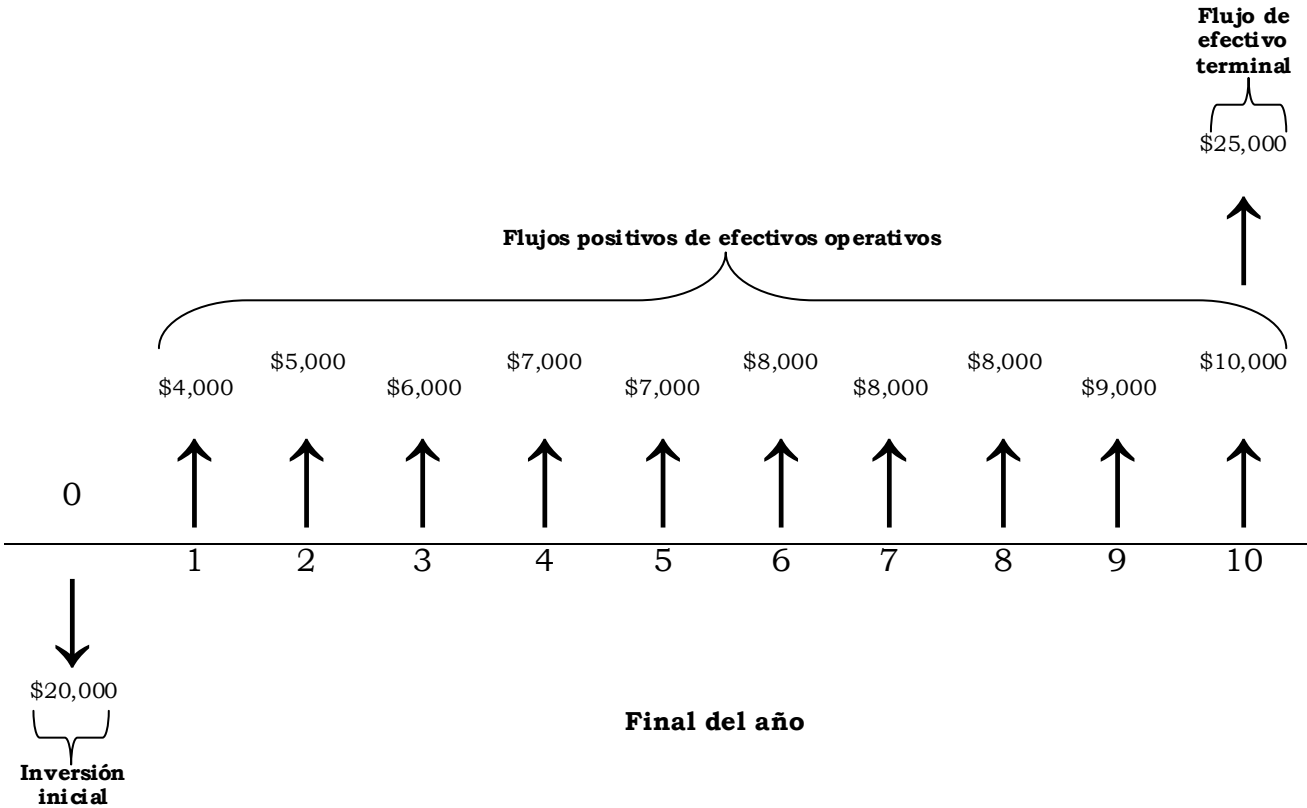 Flujo de
efectivo
terminal
$25,000
Flujos positivos de efectivos operativos
$5,000 $7,000 $8,000 $8,000 $10,000
$4,000 $6,000 $7,000 $8,000 $9,000
0
1 2 3 4 5 6 7 8 9 10
$20,000
Final del año
Inversión
inicial